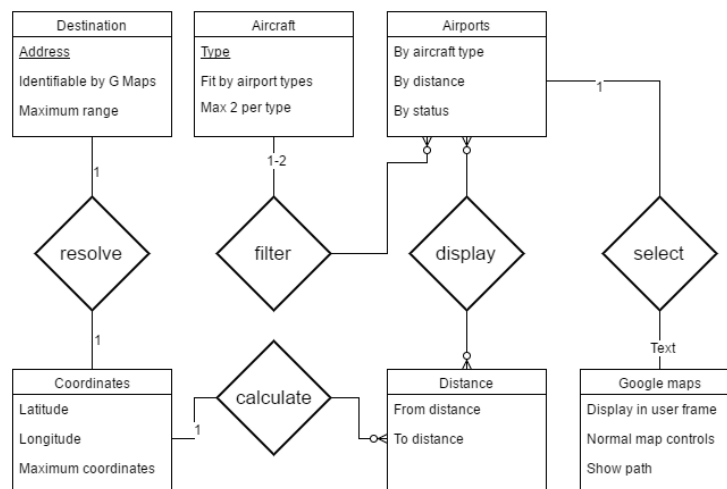 Destination
Address
Identifiable by G Maps
Maximum range
Aircraft
Type
Fit by airport types
Max 2 per type
Airports
By aircraft type
By distance
By status
1
1-2
1
resolve
filter
display
select
1
Text
Coordinates
Latitude
Longitude
Maximum coordinates
1
calculate
Distance
From distance
To distance
Google maps
Display in user frame
Normal map controls
Show path